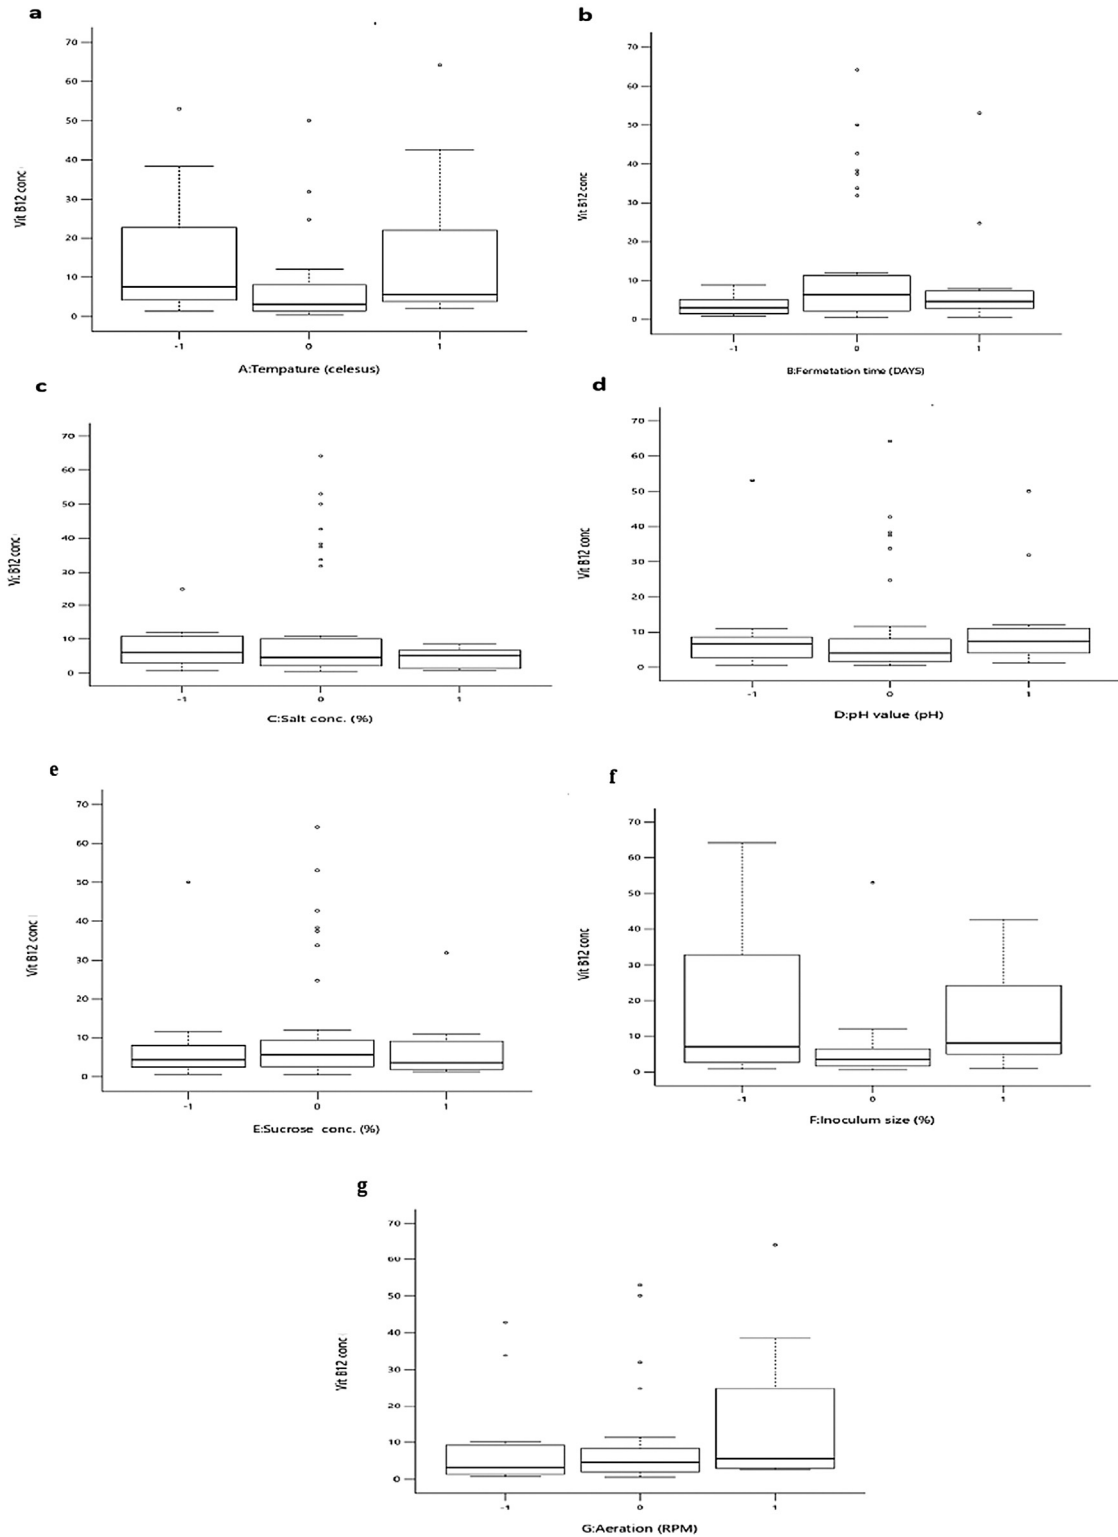 a
70
60
50
40
30
20
10
0
Vit B12 conc
-1 0 1
A:Tempature (celesus)
b
70
60
50
40
30
20
10
0
Vit B12 conc
-1 0 1
B:Fermetation time (DAYS)
c
70
60
50
40
30
20
10
0
Vit B12 conc
-1 0 1
C:Salt conc. (%)
d
70
60
50
40
30
20
10
0
Vit B12 conc
-1 0 1
D:pH value (pH)
e
70
60
50
40
30
20
10
0
Vit B12 conc
-1 0 1
E:Sucrose conc. (%)
f
70
60
50
40
30
20
10
0
Vit B12 conc
-1 0 1
F:Inoculum size (%)
g
70
60
50
40
30
20
10
0
Vit B12 conc
-1 0 1
G:Aeration (RPM)